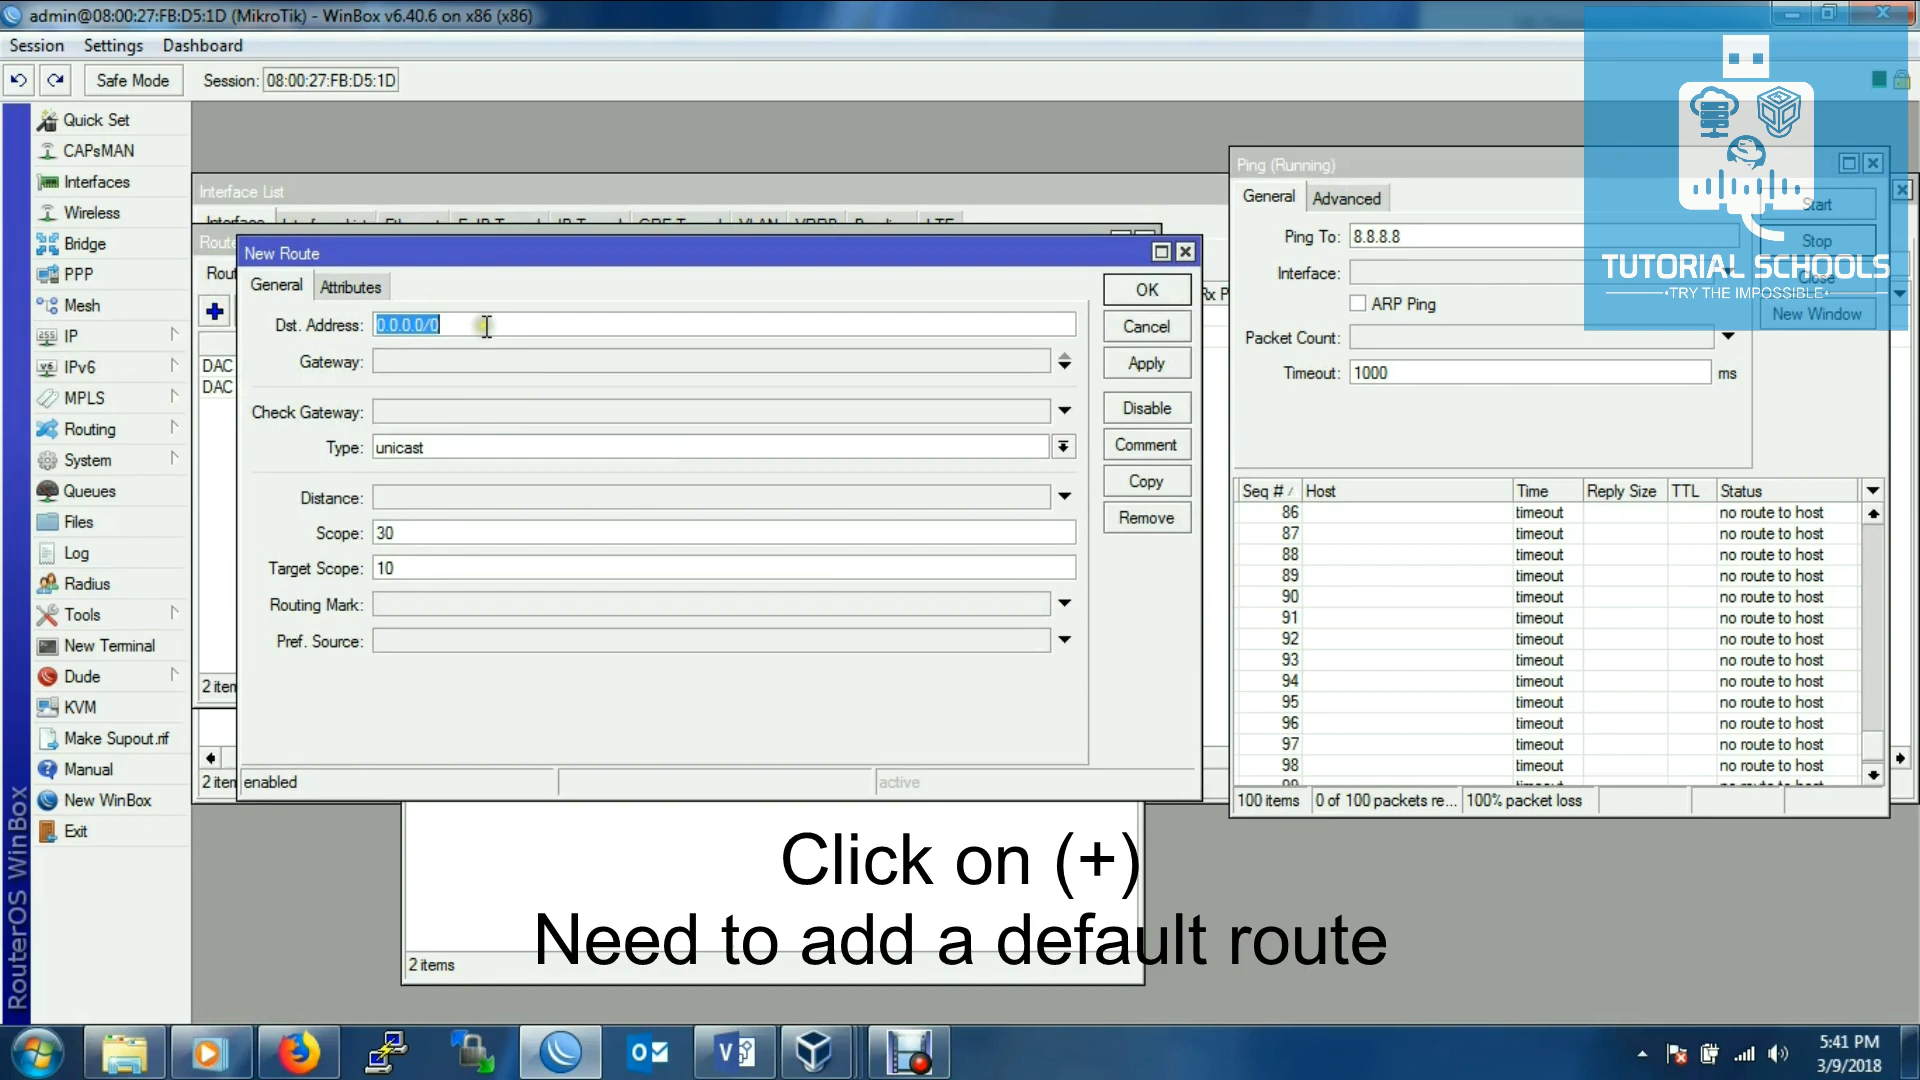 admin@08:00:27:FB:D5:1D (MikroTik) - WinBox v6.40.6 on x86 (x86)
Session Settings Dashboard
Safe Mode Session: 08:00:27:FB:D5:1D
Quick Set
CAPsMAN
Interfaces
Wireless
Bridge
PPP
Mesh
IP
IPv6
MPLS
Routing
System
Queues
Files
Log
Radius
Tools
New Terminal
Dude
KVM
Make Supout.rif
Manual
New WinBox
Exit
RouterOS WinBox
Interface List
Route
Rout
DAC
DAC
2 item
2 item
Rx P
New Route
General Attributes
Dst. Address: 0.0.0.0/0
Gateway:
Check Gateway:
Type: unicast
Distance:
Scope: 30
Target Scope: 10
Routing Mark:
Pref. Source:
OK
Cancel
Apply
Disable
Comment
Copy
Remove
enabled
active
Ping (Running)
General Advanced
Ping To: 8.8.8.8
Interface:
ARP Ping
Packet Count:
Timeout: 1000 ms
Start
Stop
Close
New Window
TUTORIAL SCHOOLS
•TRY THE IMPOSSIBLE•
Seq # Host Time Reply Size TTL Status
86 timeout no route to host
87 timeout no route to host
88 timeout no route to host
89 timeout no route to host
90 timeout no route to host
91 timeout no route to host
92 timeout no route to host
93 timeout no route to host
94 timeout no route to host
95 timeout no route to host
96 timeout no route to host
97 timeout no route to host
98 timeout no route to host
100 items 0 of 100 packets re... 100% packet loss
Click on (+)
Need to add a default route
2 items
5:41 PM
3/9/2018